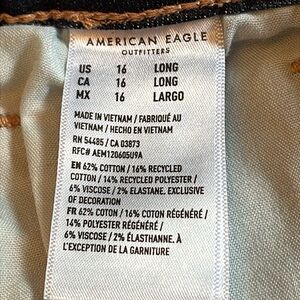 AMERICAN EAGLE
OUTFITTERS
US 16 LONG
CA 16 LONG
MX 16 LARGO
MADE IN VIETNAM / FABRIQUÉ AU
VIETNAM / HECHO EN VIETNAM
RN 54485 / CA 03873
RFC# AEM120605U9A
EN 62% COTTON / 16% RECYCLED
COTTON / 14% RECYCLED POLYESTER /
6% VISCOSE / 2% ELASTANE, EXCLUSIVE
OF DECORATION
FR 62% COTON / 16% COTON RÉGÉNÉRÉ /
14% POLYESTER RÉGÉNÉRÉ /
6% VISCOSE / 2% ÉLASTHANNE, À
L'EXCEPTION DE LA GARNITURE